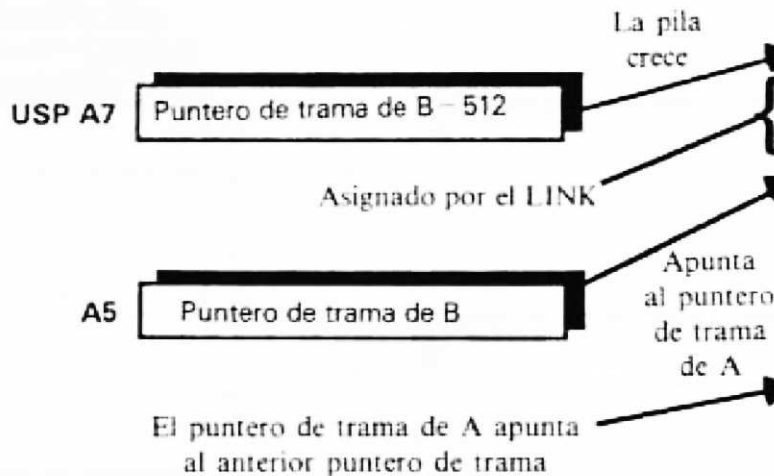 La pila
crece
USP A7 Puntero de trama de B – 512
Asignado por el LINK
A5 Puntero de trama de B
Apunta
al puntero
de trama
de A
El puntero de trama de A apunta
al anterior puntero de trama